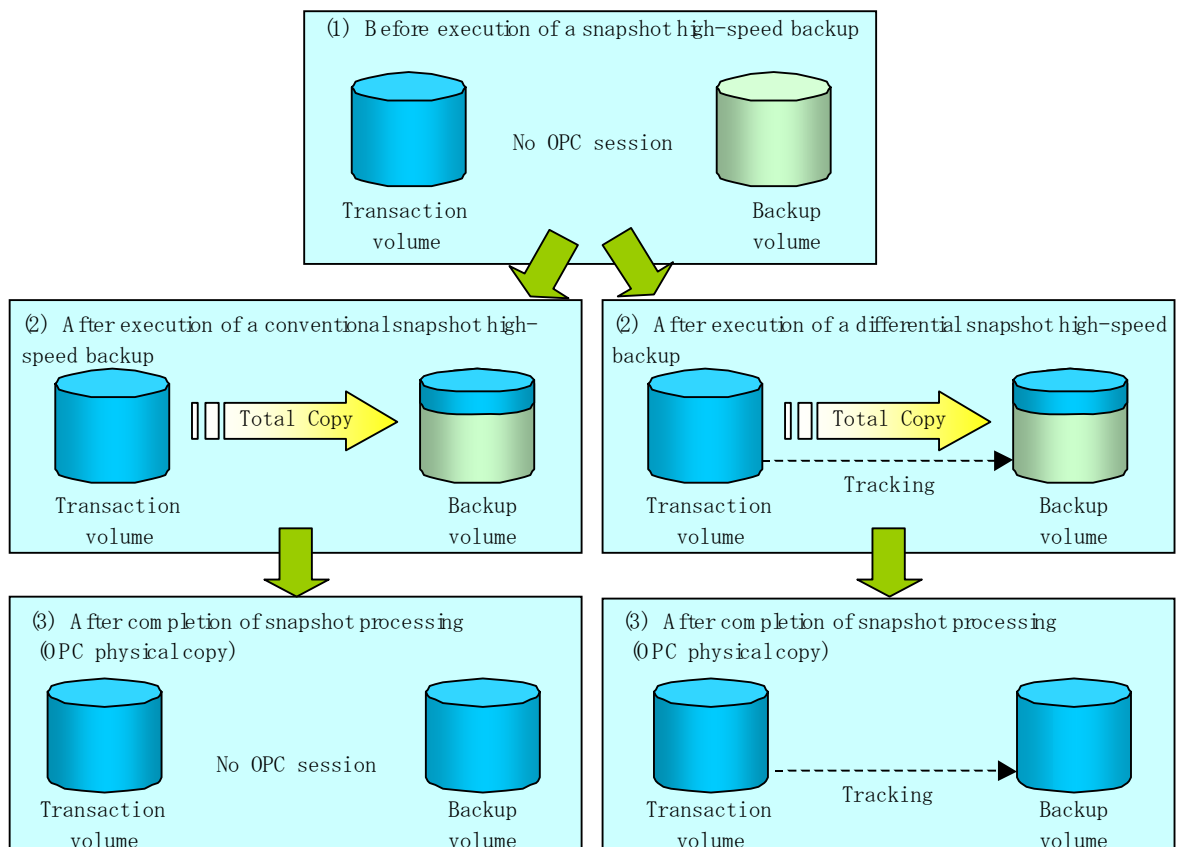 (1) Before execution of a snapshot high-speed backup
No OPC session
Transaction
volume
Backup
volume
(2) After execution of a conventional snapshot high-
speed backup
Total Copy
Transaction
volume
Backup
volume
(2) After execution of a differential snapshot high-speed
backup
Total Copy
Tracking
Transaction
volume
Backup
volume
(3) After completion of snapshot processing
(OPC physical copy)
No OPC session
Transaction
volume
Backup
volume
(3) After completion of snapshot processing
(OPC physical copy)
Tracking
Transaction
volume
Backup
volume